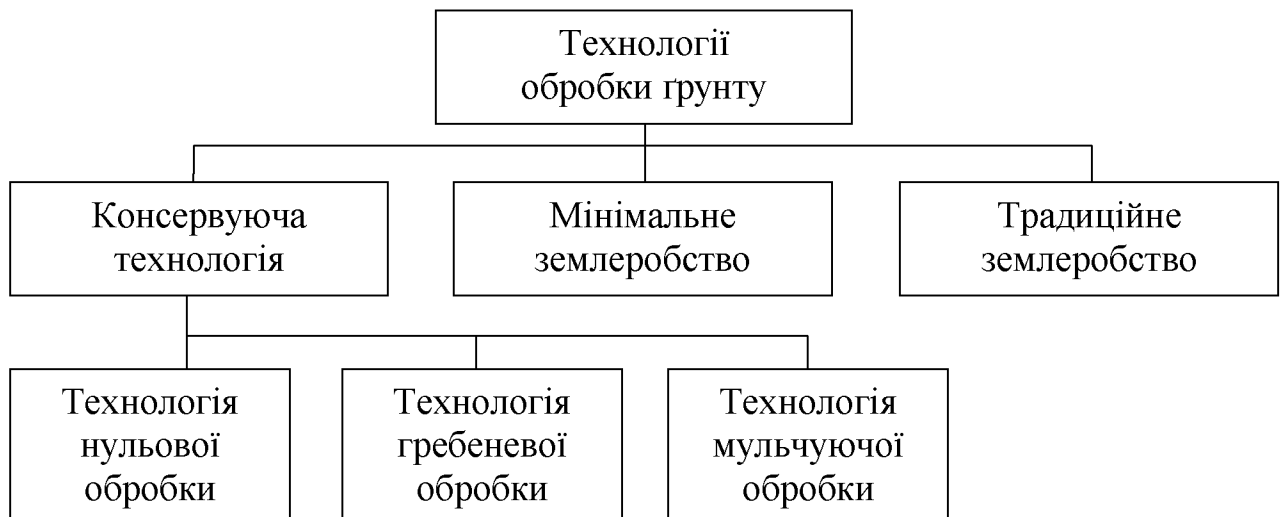 Технології
обробки ґрунту
Консервуюча
технологія
Мінімальне
землеробство
Традиційне
землеробство
Технологія
нульової
обробки
Технологія
гребеневої
обробки
Технологія
мульчуючої
обробки